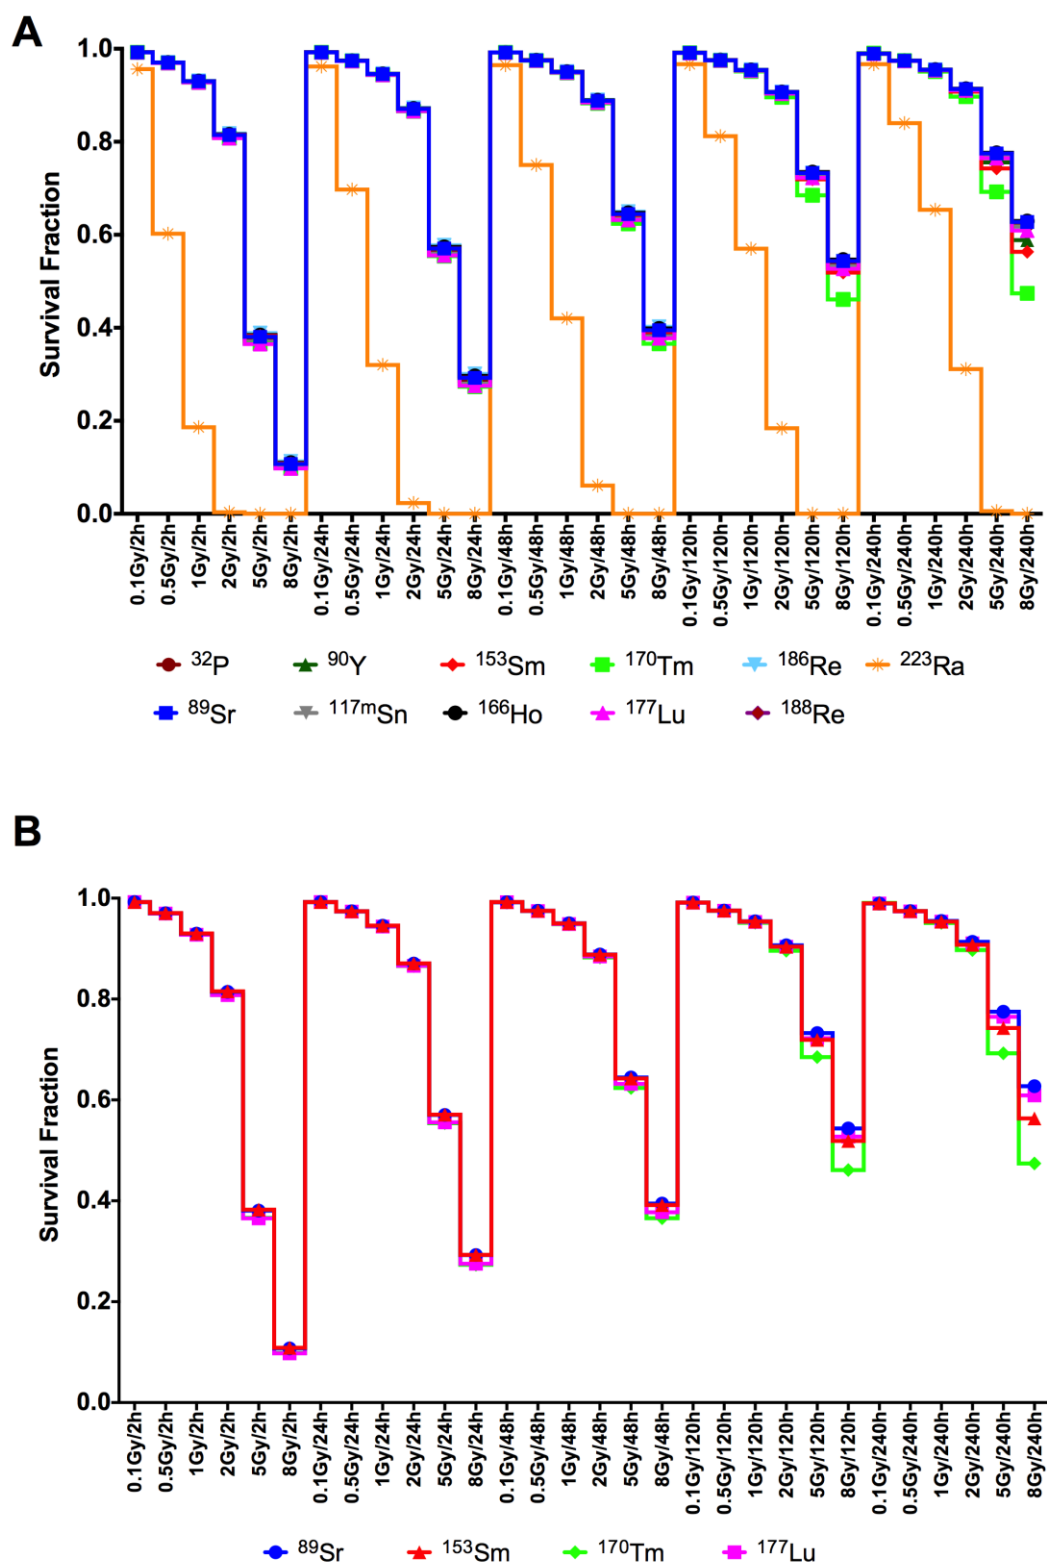 A
Survival Fraction
1.0
0.8
0.6
0.4
0.2
0.0
0.1Gy/2h
0.5Gy/2h
1Gy/2h
2Gy/2h
5Gy/2h
8Gy/2h
0.1Gy/24h
0.5Gy/24h
1Gy/24h
2Gy/24h
5Gy/24h
8Gy/24h
0.1Gy/48h
0.5Gy/48h
1Gy/48h
2Gy/48h
5Gy/48h
8Gy/48h
0.1Gy/120h
0.5Gy/120h
1Gy/120h
2Gy/120h
5Gy/120h
8Gy/120h
0.1Gy/240h
0.5Gy/240h
1Gy/240h
2Gy/240h
5Gy/240h
8Gy/240h
³²P ⁹⁰Y ¹⁵³Sm ¹⁷⁰Tm ¹⁸⁶Re ²²³Ra
⁸⁹Sr ¹¹⁷ᵐSn ¹⁶⁶Ho ¹⁷⁷Lu ¹⁸⁸Re
B
Survival Fraction
1.0
0.8
0.6
0.4
0.2
0.0
0.1Gy/2h
0.5Gy/2h
1Gy/2h
2Gy/2h
5Gy/2h
8Gy/2h
0.1Gy/24h
0.5Gy/24h
1Gy/24h
2Gy/24h
5Gy/24h
8Gy/24h
0.1Gy/48h
0.5Gy/48h
1Gy/48h
2Gy/48h
5Gy/48h
8Gy/48h
0.1Gy/120h
0.5Gy/120h
1Gy/120h
2Gy/120h
5Gy/120h
8Gy/120h
0.1Gy/240h
0.5Gy/240h
1Gy/240h
2Gy/240h
5Gy/240h
8Gy/240h
⁸⁹Sr ¹⁵³Sm ¹⁷⁰Tm ¹⁷⁷Lu